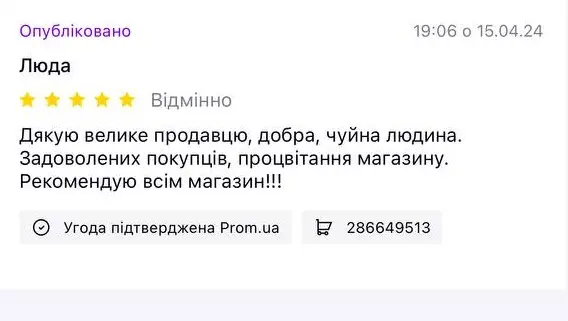 Опубліковано 19:06 о 15.04.24
Люда
Відмінно
Дякую велике продавцю, добра, чуйна людина.
Задоволених покупців, процвітання магазину.
Рекомендую всім магазин!!!
Угода підтверджена Prom.ua 286649513